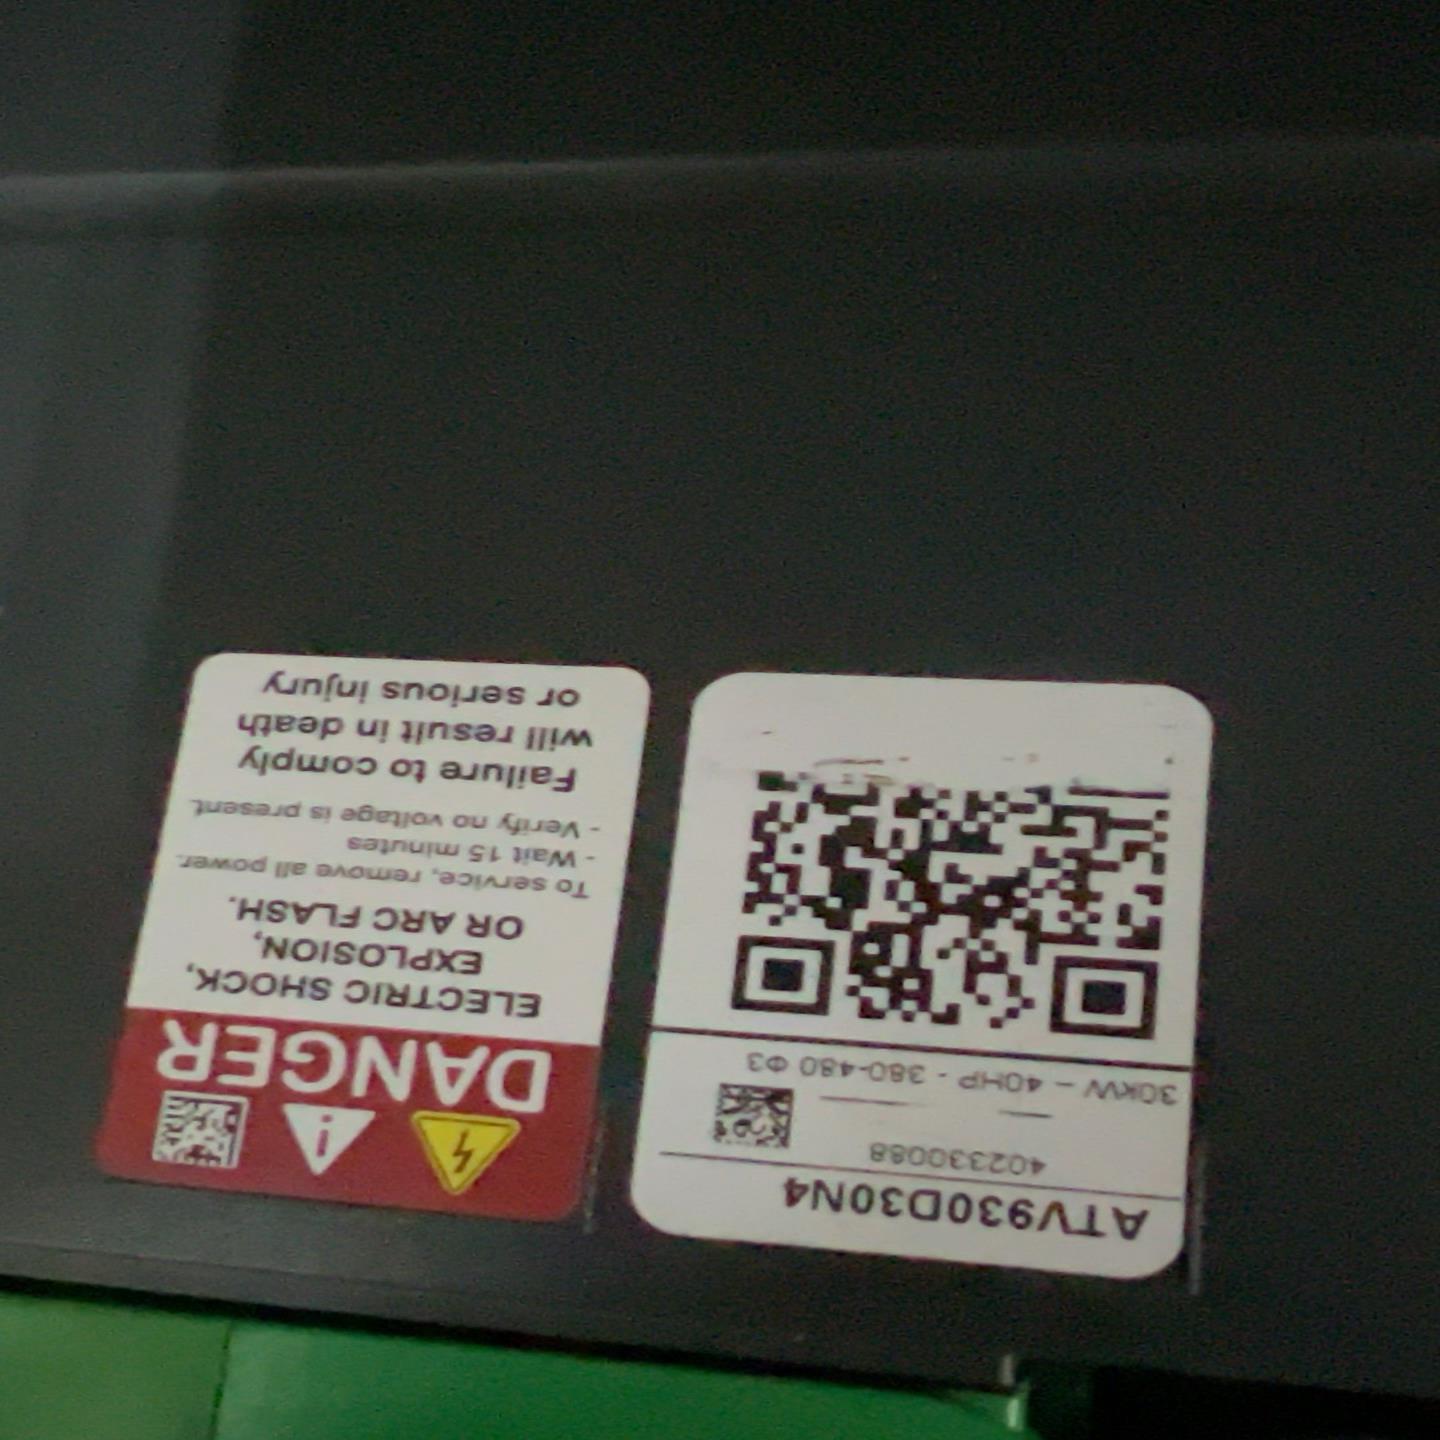 ATV930D30N4
402330088
30kW – 40HP - 380-480 Φ3
DANGER
ELECTRIC SHOCK,
EXPLOSION,
OR ARC FLASH.
To service, remove all power.
- Wait 15 minutes
- Verify no voltage is present.
Failure to comply
will result in death
or serious injury